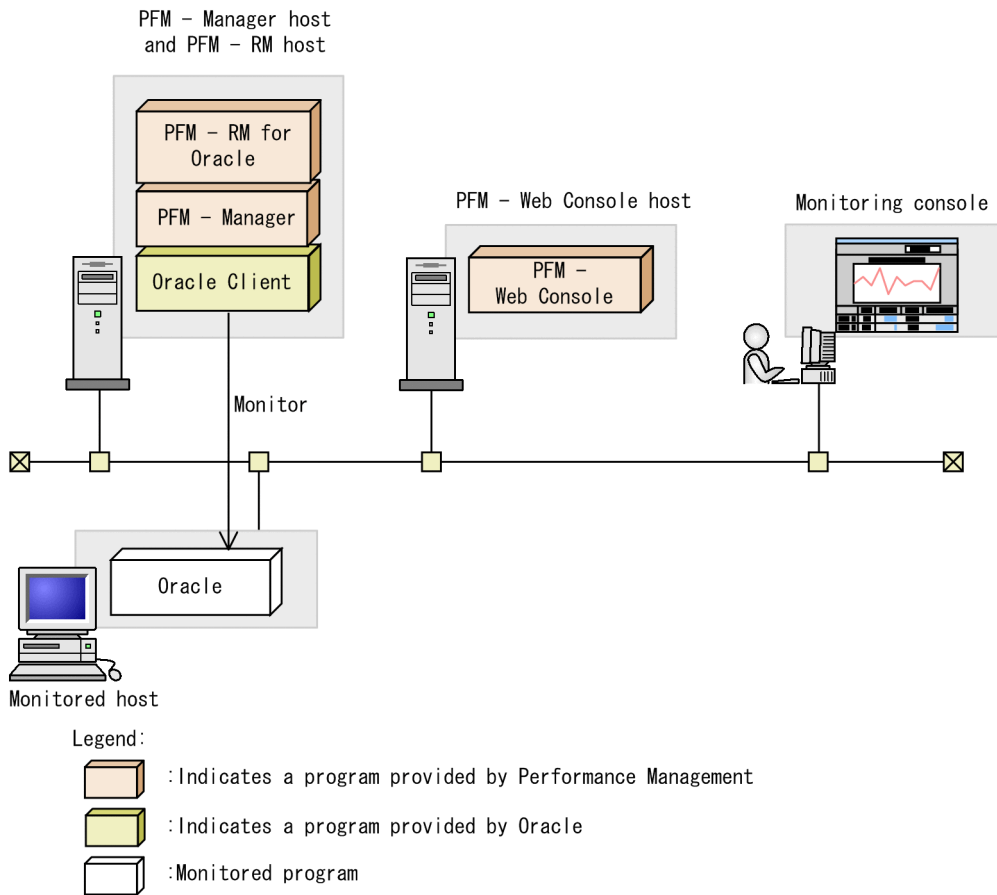 PFM – Manager host
and PFM – RM host
PFM – RM for
Oracle
PFM – Manager
Oracle Client
PFM – Web Console host
PFM –
Web Console
Monitoring console
Monitor
Oracle
Monitored host
Legend:
:Indicates a program provided by Performance Management
:Indicates a program provided by Oracle
:Monitored program